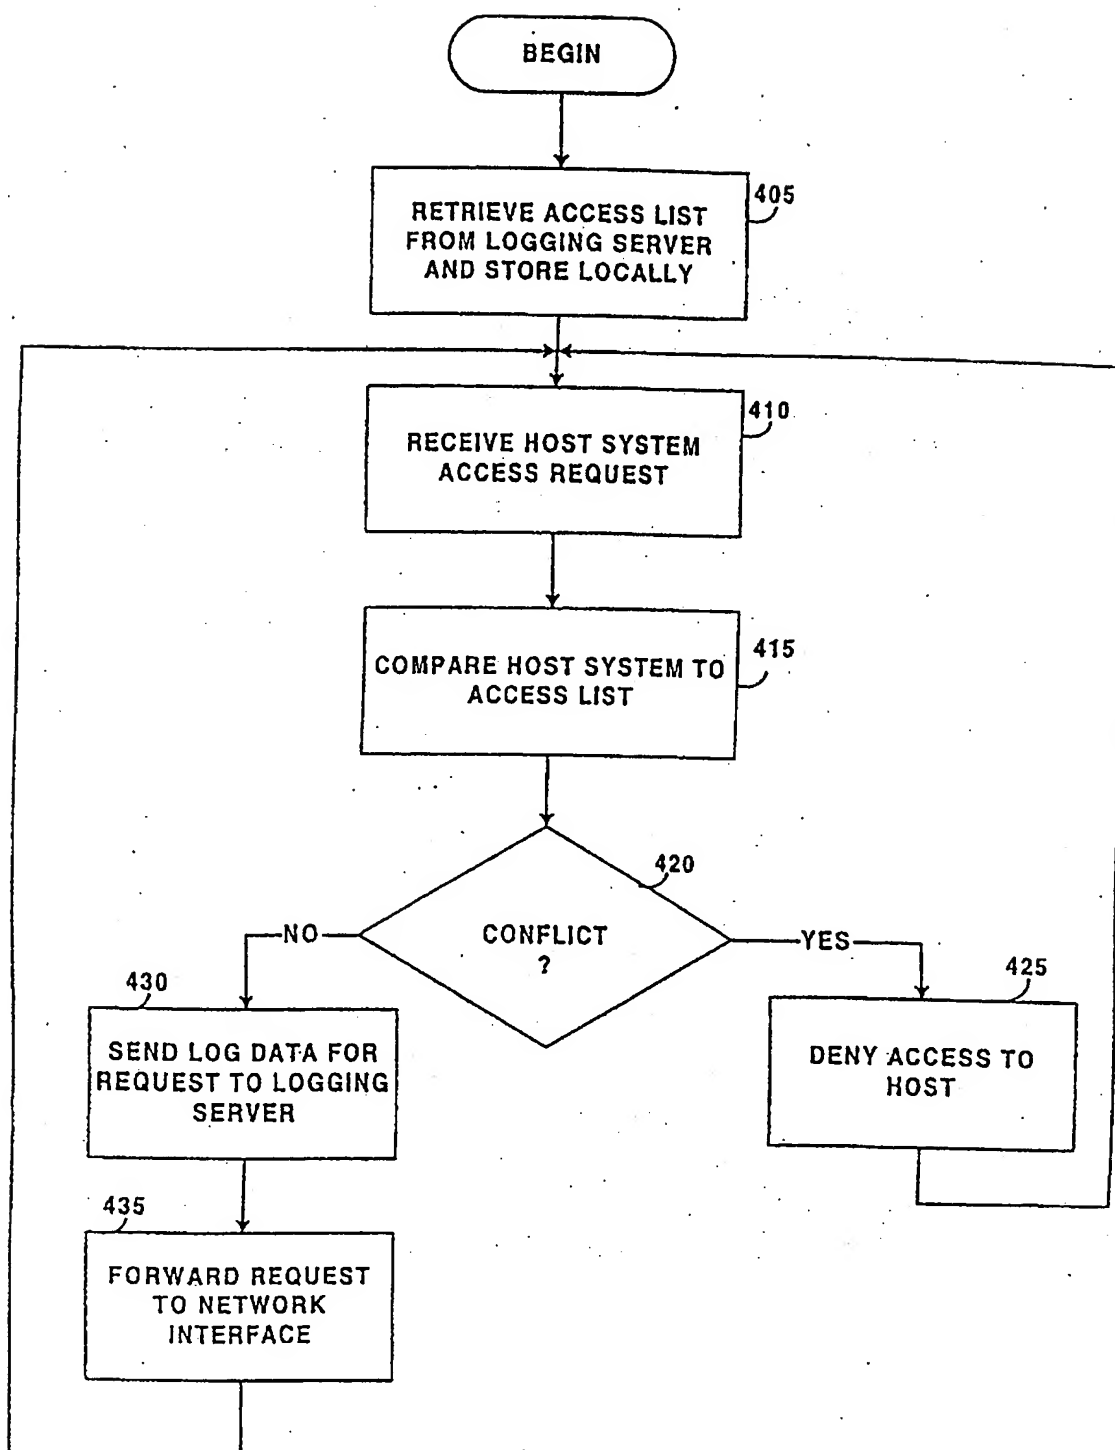 BEGIN
405
RETRIEVE ACCESS LIST
FROM LOGGING SERVER
AND STORE LOCALLY
410
RECEIVE HOST SYSTEM
ACCESS REQUEST
415
COMPARE HOST SYSTEM TO
ACCESS LIST
420
CONFLICT
?
NO
YES
430
SEND LOG DATA FOR
REQUEST TO LOGGING
SERVER
425
DENY ACCESS TO
HOST
435
FORWARD REQUEST
TO NETWORK
INTERFACE